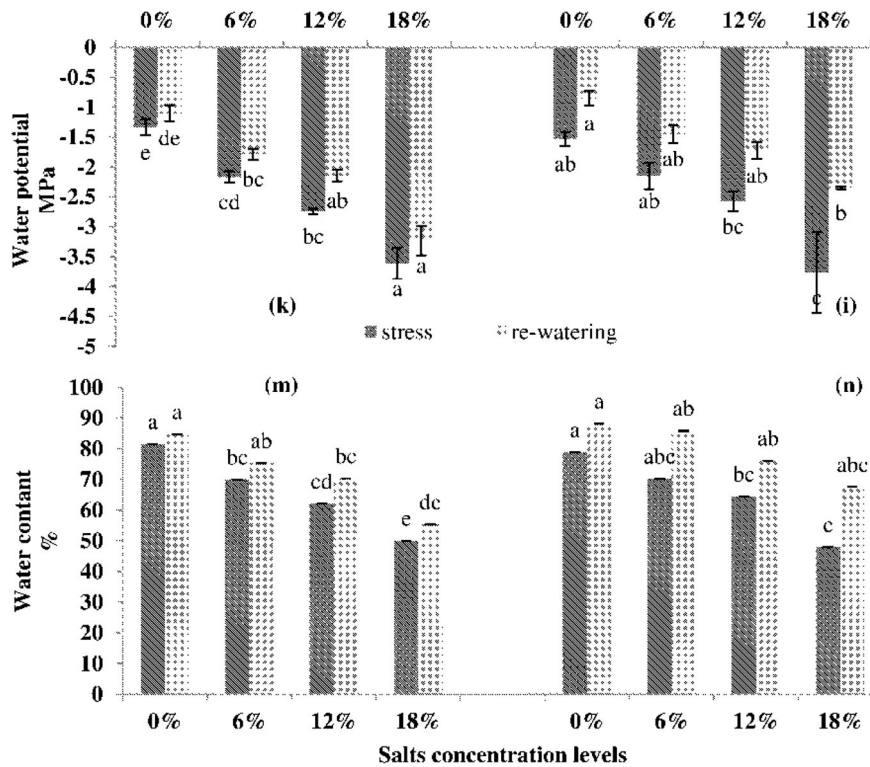 0% 6% 12% 18% 0% 6% 12% 18%
0
-0.5
-1
-1.5
-2
-2.5
-3
-3.5
-4
-4.5
-5
Water potential
MPa
e de cd bc bc ab a a
ab a ab ab bc ab c b
(k) (i)
stress re-watering
(m) (n)
100
90
80
70
60
50
40
30
20
10
0
Water contant
%
a a bc ab cd bc e de
a a abc ab bc ab c abc
0% 6% 12% 18% 0% 6% 12% 18%
Salts concentration levels